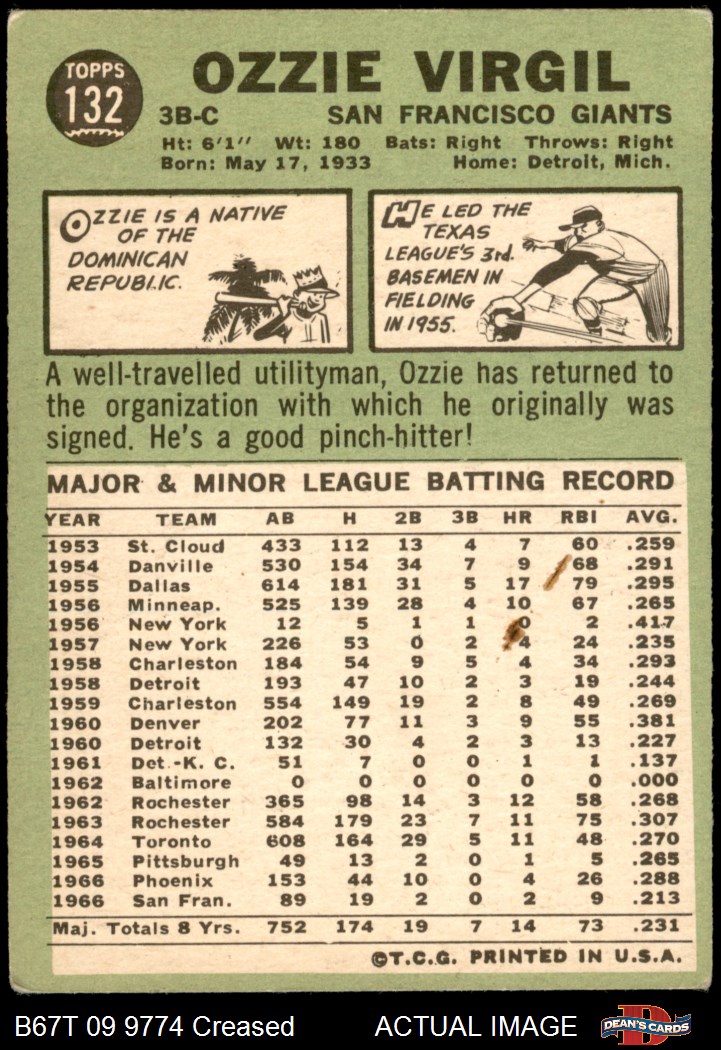 TOPPS
132
OZZIE VIRGIL
3B-C SAN FRANCISCO GIANTS
Ht: 6'1" Wt: 180 Bats: Right Throws: Right
Born: May 17, 1933 Home: Detroit, Mich.
OZZIE IS A NATIVE
OF THE
DOMINICAN
REPUBLIC.
HE LED THE
TEXAS
LEAGUE'S 3rd.
BASEMEN IN
FIELDING
IN 1955.
A well-travelled utilityman, Ozzie has returned to
the organization with which he originally was
signed. He's a good pinch-hitter!
MAJOR & MINOR LEAGUE BATTING RECORD
YEAR TEAM AB H 2B 3B HR RBI AVG.
1953 St. Cloud 433 112 13 4 7 60 .259
1954 Danville 530 154 34 7 9 68 .291
1955 Dallas 614 181 31 5 17 79 .295
1956 Minneap. 525 139 28 4 10 67 .265
1956 New York 12 5 1 1 0 2 .417
1957 New York 226 53 0 2 4 24 .235
1958 Charleston 184 54 9 5 4 34 .293
1958 Detroit 193 47 10 2 3 19 .244
1959 Charleston 554 149 19 2 8 49 .269
1960 Denver 202 77 11 3 9 55 .381
1960 Detroit 132 30 4 2 3 13 .227
1961 Det.-K. C. 51 7 0 0 1 1 .137
1962 Baltimore 0 0 0 0 0 0 .000
1962 Rochester 365 98 14 3 12 58 .268
1963 Rochester 584 179 23 7 11 75 .307
1964 Toronto 608 164 29 5 11 48 .270
1965 Pittsburgh 49 13 2 0 1 5 .265
1966 Phoenix 153 44 10 0 4 26 .288
1966 San Fran. 89 19 2 0 2 9 .213
Maj. Totals 8 Yrs. 752 174 19 7 14 73 .231
©T.C.G. PRINTED IN U.S.A.
B67T 09 9774 Creased ACTUAL IMAGE DEAN'S CARDS